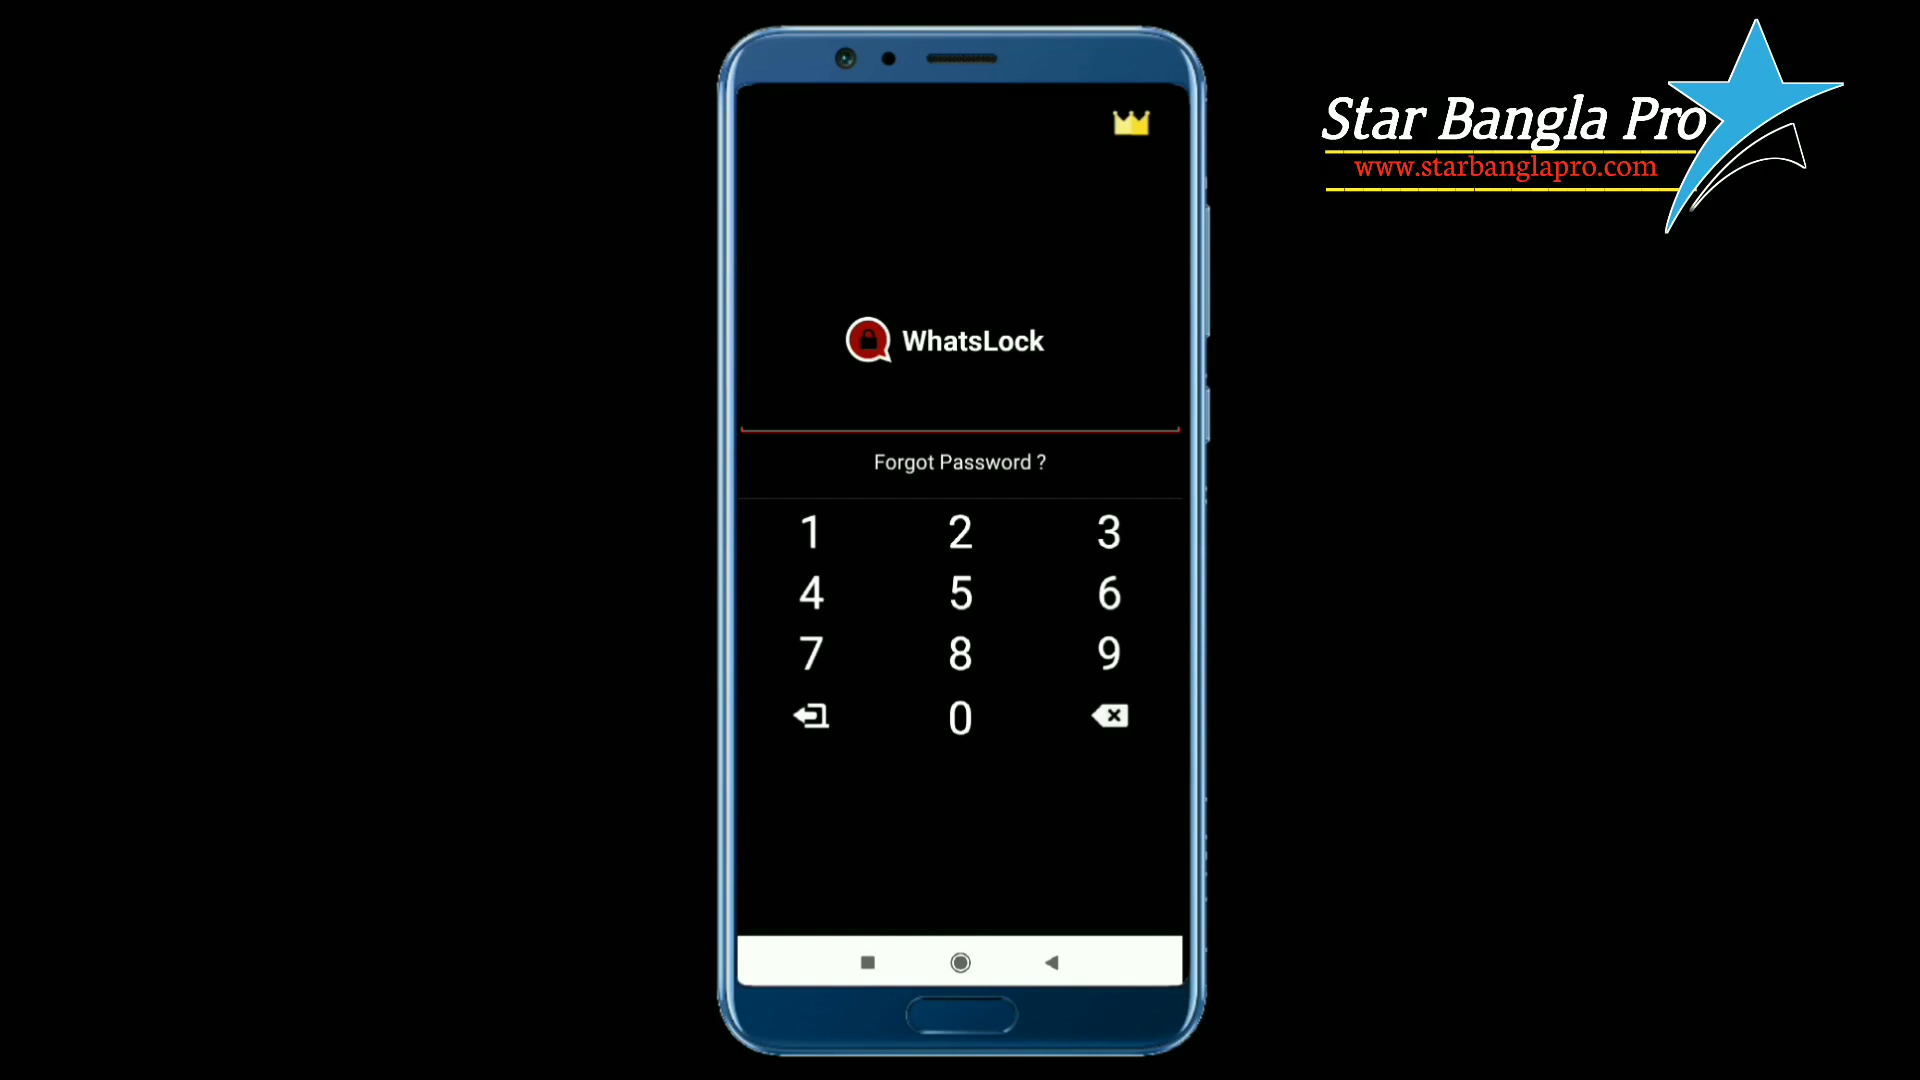 Star Bangla Pro
www.starbanglapro.com
WhatsLock
Forgot Password ?
1 2 3
4 5 6
7 8 9
0